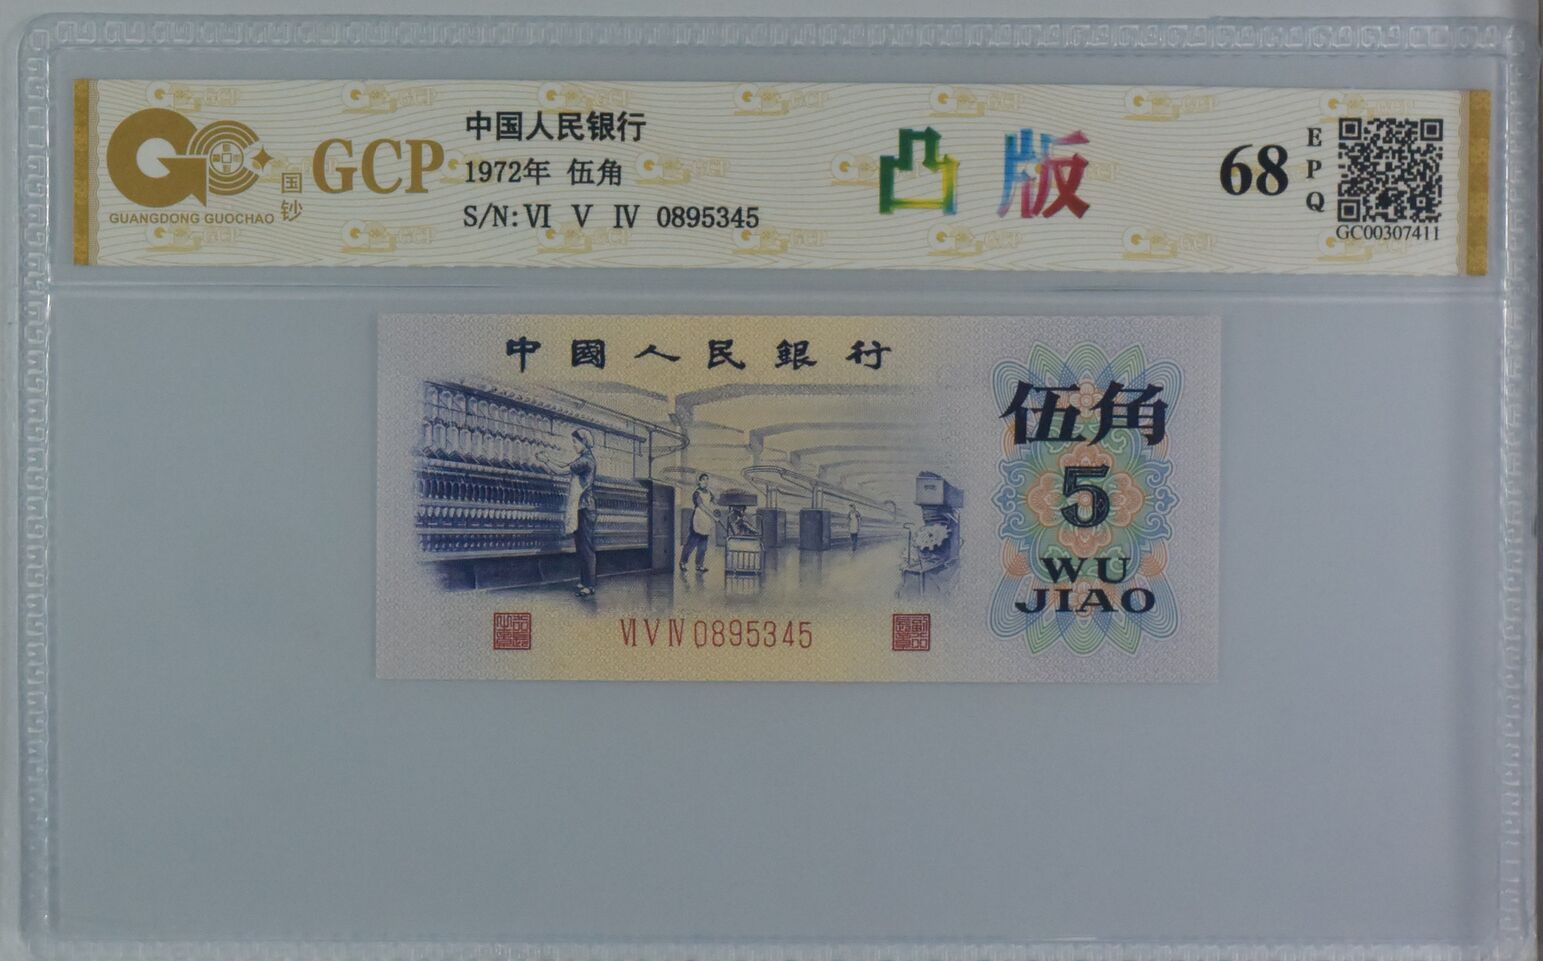 GCP
国钞
GUANGDONG GUOCHAO
中国人民银行
1972年 伍角
S/N: Ⅵ Ⅴ Ⅳ 0895345
凸版
68
EPQ
GC00307411
中國人民銀行
伍角
5
WU
JIAO
Ⅵ Ⅴ Ⅳ 0895345